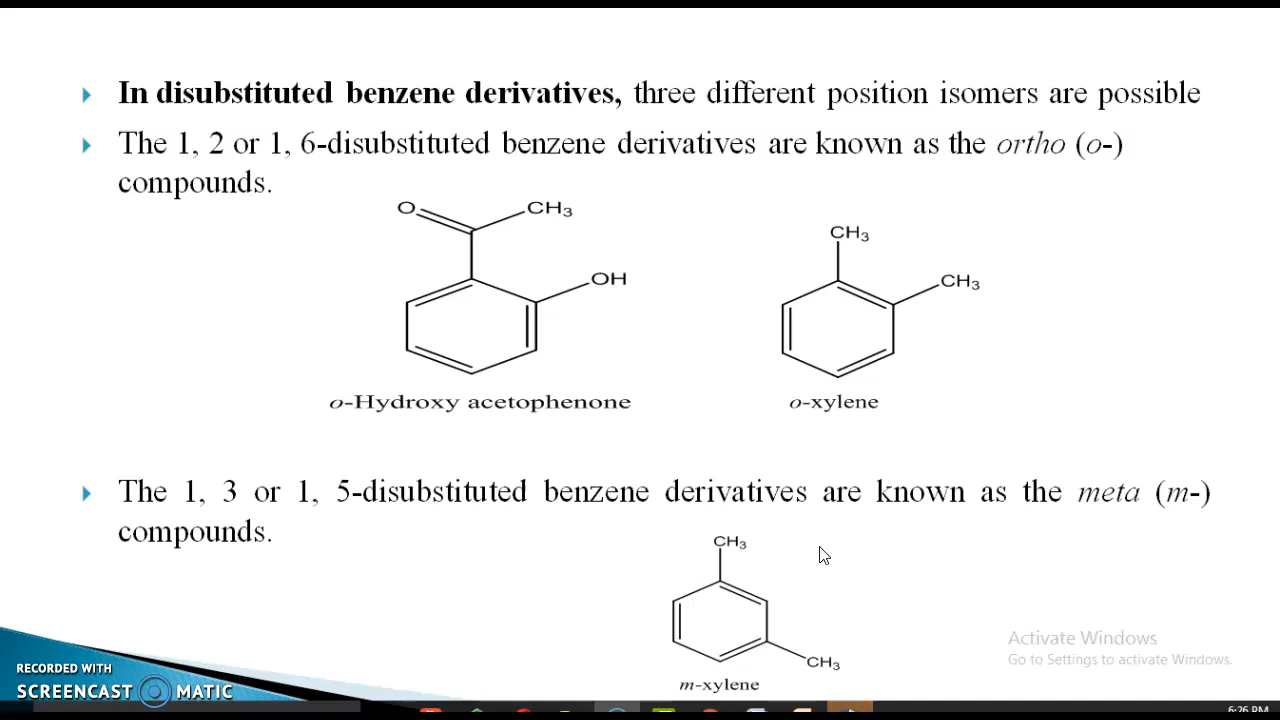 In disubstituted benzene derivatives, three different position isomers are possible
The 1, 2 or 1, 6-disubstituted benzene derivatives are known as the ortho (o-)
compounds.
O CH3
OH
o-Hydroxy acetophenone
CH3
CH3
o-xylene
The 1, 3 or 1, 5-disubstituted benzene derivatives are known as the meta (m-)
compounds.
CH3
CH3
m-xylene
Activate Windows
Go to Settings to activate Windows.
RECORDED WITH
SCREENCAST MATIC
6:26 PM